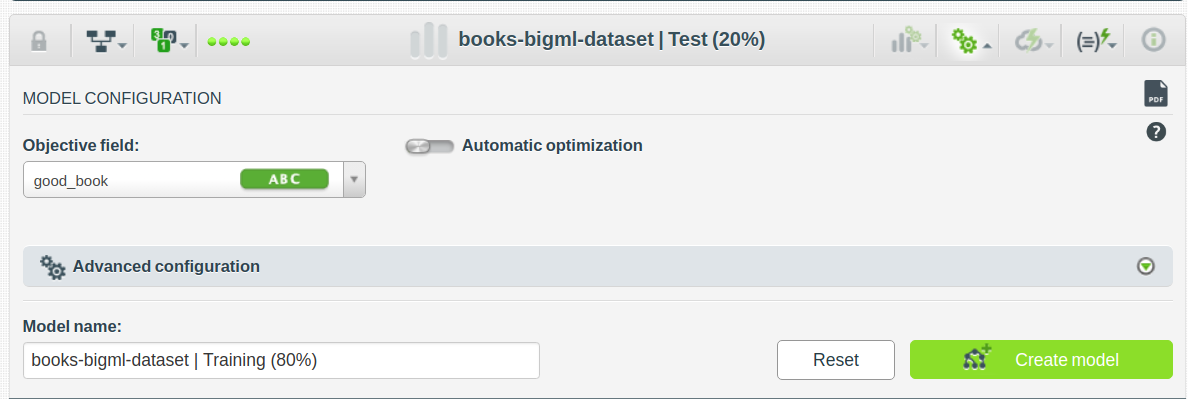 books-bigml-dataset | Test (20%)
MODEL CONFIGURATION
PDF
?
Objective field:
Automatic optimization
good_book ABC
Advanced configuration
Model name:
books-bigml-dataset | Training (80%)
Reset
Create model